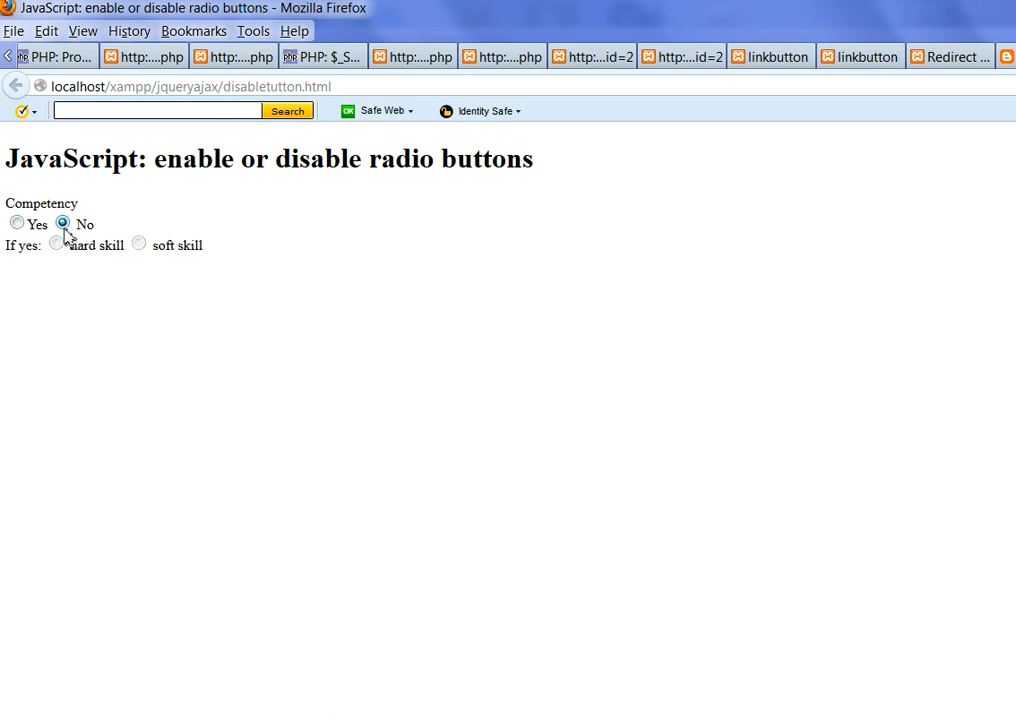 JavaScript: enable or disable radio buttons - Mozilla Firefox
File Edit View History Bookmarks Tools Help
PHP: Pro... http:....php http:....php PHP: $_S... http:....php http:....php http:...id=2 http:...id=2 linkbutton linkbutton Redirect ...
localhost/xampp/jqueryajax/disabletutton.html
Search OK Safe Web Identity Safe
JavaScript: enable or disable radio buttons
Competency
Yes No
If yes: hard skill soft skill